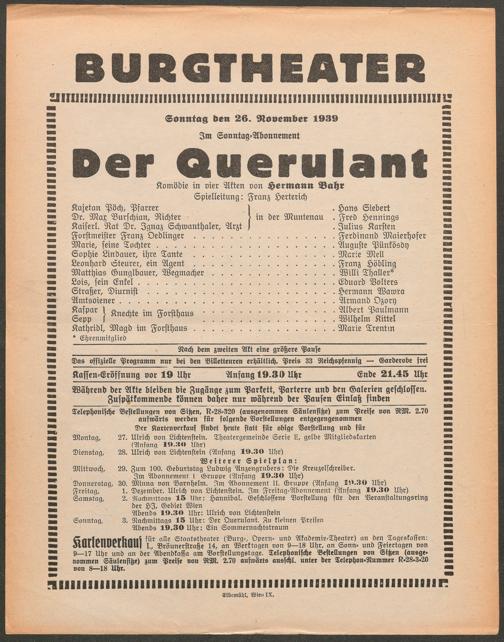 BURGTHEATER
Sonntag den 26. November 1939
Im Sonntag-Abonnement
Der Querulant
Komödie in vier Akten von Hermann Bahr
Spielleitung: Franz Herterich
Kajetan Pöch, Pfarrer . Hans Siebert
Dr. Max Burschian, Richter } in der Muntenau . Fred Hennings
Kaiserl. Rat Dr. Ignaz Schwanthaler, Arzt . Julius Karsten
Forstmeister Franz Oedlinger . Ferdinand Maierhofer
Marie, seine Tochter . Auguste Pünkösdy
Sophie Lindauer, ihre Tante . Marie Mell
Leonhard Steurer, ein Agent . Franz Höbling
Matthias Gunglbauer, Wegmacher . Willi Thaller*
Lois, sein Enkel . Eduard Volters
Straßer, Diurnist . Hermann Wawra
Amtsdiener . Armand Ozory
Kaspar } Knechte im Forsthaus . Albert Paulmann
Sepp . Wilhelm Kittel
Kathridl, Magd im Forsthaus . Marie Trentin
* Ehrenmitglied
Nach dem zweiten Akt eine größere Pause
Das offizielle Programm nur bei den Billetteuren erhältlich, Preis 33 Reichspfennig — Garderobe frei
Kassen-Eröffnung vor 19 Uhr Anfang 19.30 Uhr Ende 21.45 Uhr
Während der Akte bleiben die Zugänge zum Parkett, Parterre und den Galerien geschlossen.
Zuspätkommende können daher nur während der Pausen Einlaß finden
Telephonische Bestellungen von Sitzen, R-28-320 (ausgenommen Säulensitze) zum Preise von RM. 2.70
aufwärts werden für folgende Vorstellungen entgegengenommen
Der Kartenverkauf findet heute statt für obige Vorstellung und für
Montag, 27. Ulrich von Lichtenstein. Theatergemeinde Serie E, gelbe Mitgliedskarten
(Anfang 19.30 Uhr)
Dienstag, 28. Ulrich von Lichtenstein (Anfang 19.30 Uhr)
Weiterer Spielplan:
Mittwoch, 29. Zum 100. Geburtstag Ludwig Anzengrubers: Die Kreuzelschreiber.
Im Abonnement I. Gruppe (Anfang 19.30 Uhr)
Donnerstag, 30. Minna von Barnhelm. Im Abonnement II. Gruppe (Anfang 19.30 Uhr)
Freitag, 1. Dezember. Ulrich von Lichtenstein. Im Freitag-Abonnement (Anfang 19.30 Uhr)
Samstag, 2. Nachmittags 15 Uhr: Hannibal. Geschlossene Vorstellung für den Veranstaltungsring
der HJ, Gebiet Wien
Abends 19.30 Uhr: Ulrich von Lichtenstein
Sonntag, 3. Nachmittags 15 Uhr: Der Querulant. Zu kleinen Preisen
Abends 19.30 Uhr: Ein Sommernachtstraum
Kartenverkauf für alle Staatstheater (Burg-, Opern- und Akademie-Theater) an den Tageskassen:
I., Bräunerstraße 14, an Werktagen von 9—18 Uhr, an Sonn- und Feiertagen von
9—17 Uhr und an der Abendkassa am Vorstellungstage. Telephonische Bestellungen von Sitzen (ausge-
nommen Säulensitze) zum Preise von RM. 2.70 aufwärts ausschl. unter der Telephon-Nummer R-28-3-20
von 8—18 Uhr.
Elbemühl, Wien IX.